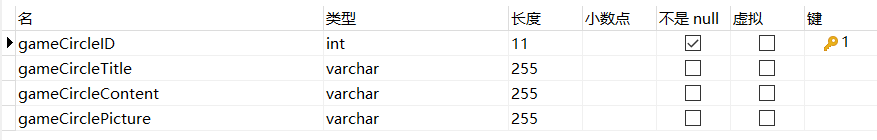 名 类型 长度 小数点 不是 null 虚拟 键
gameCircleID int 11 1
gameCircleTitle varchar 255
gameCircleContent varchar 255
gameCirclePicture varchar 255